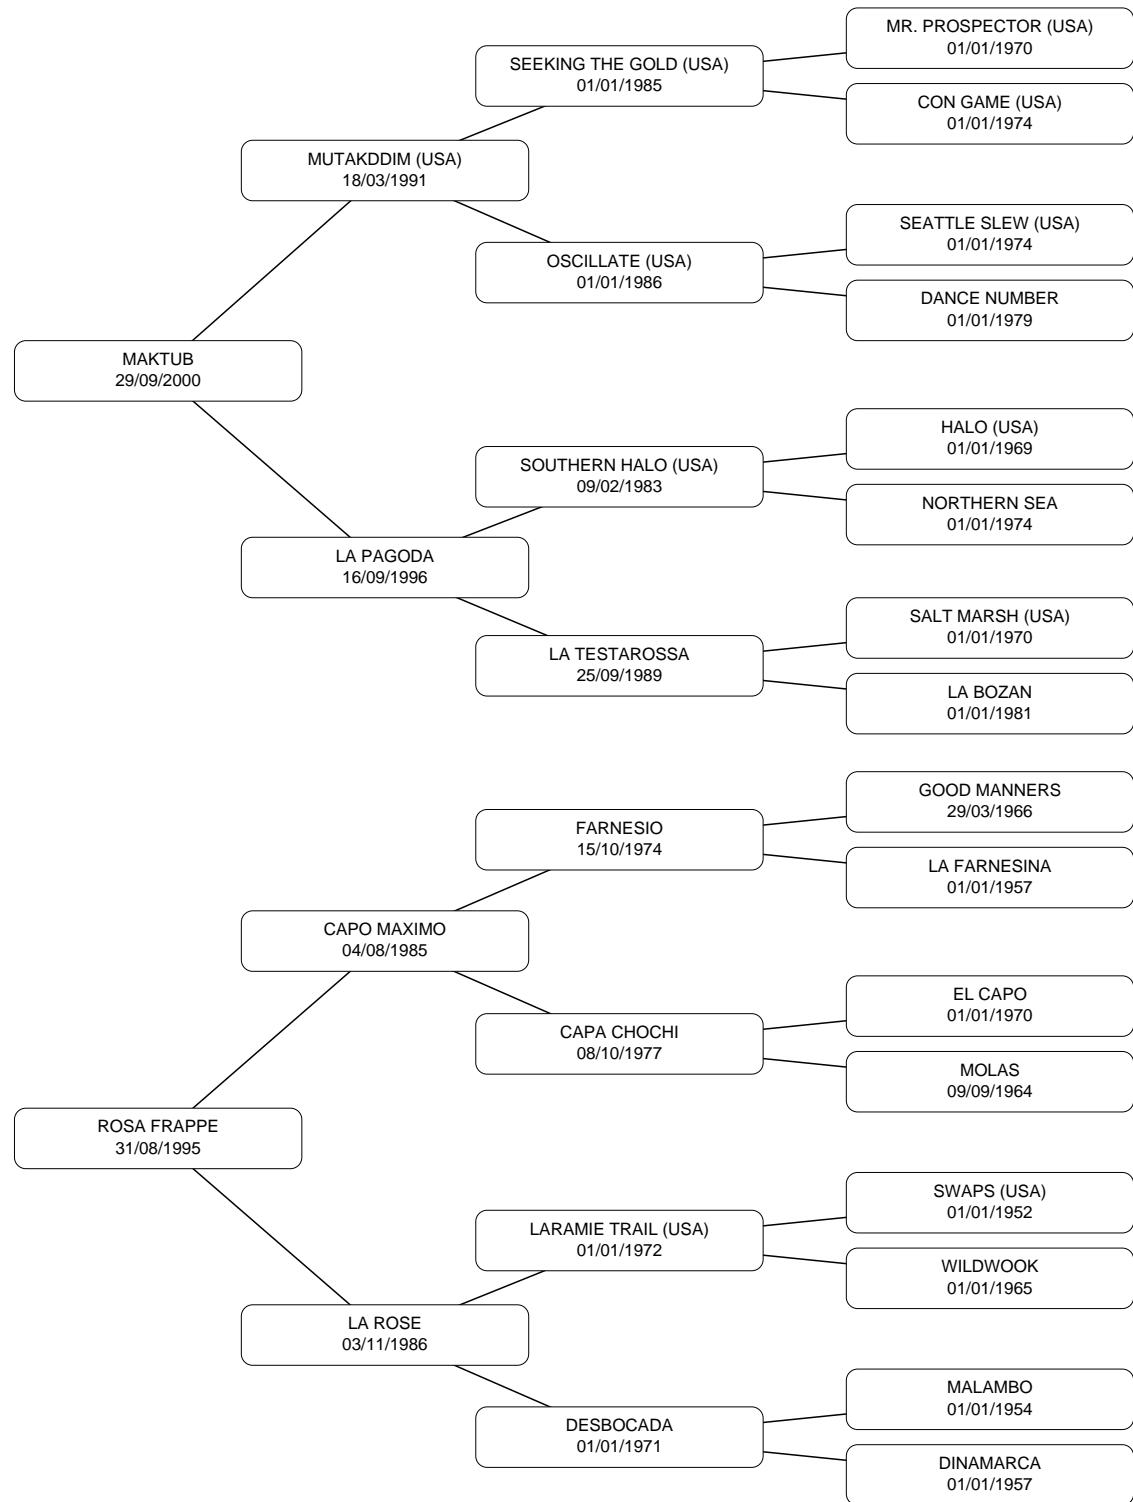 MR. PROSPECTOR (USA)
01/01/1970
SEEKING THE GOLD (USA)
01/01/1985
CON GAME (USA)
01/01/1974
MUTAKDDIM (USA)
18/03/1991
SEATTLE SLEW (USA)
01/01/1974
OSCILLATE (USA)
01/01/1986
DANCE NUMBER
01/01/1979
MAKTUB
29/09/2000
HALO (USA)
01/01/1969
SOUTHERN HALO (USA)
09/02/1983
NORTHERN SEA
01/01/1974
LA PAGODA
16/09/1996
SALT MARSH (USA)
01/01/1970
LA TESTAROSSA
25/09/1989
LA BOZAN
01/01/1981
GOOD MANNERS
29/03/1966
FARNESIO
15/10/1974
LA FARNESINA
01/01/1957
CAPO MAXIMO
04/08/1985
EL CAPO
01/01/1970
CAPA CHOCHI
08/10/1977
MOLAS
09/09/1964
ROSA FRAPPE
31/08/1995
SWAPS (USA)
01/01/1952
LARAMIE TRAIL (USA)
01/01/1972
WILDWOOK
01/01/1965
LA ROSE
03/11/1986
MALAMBO
01/01/1954
DESBOCADA
01/01/1971
DINAMARCA
01/01/1957